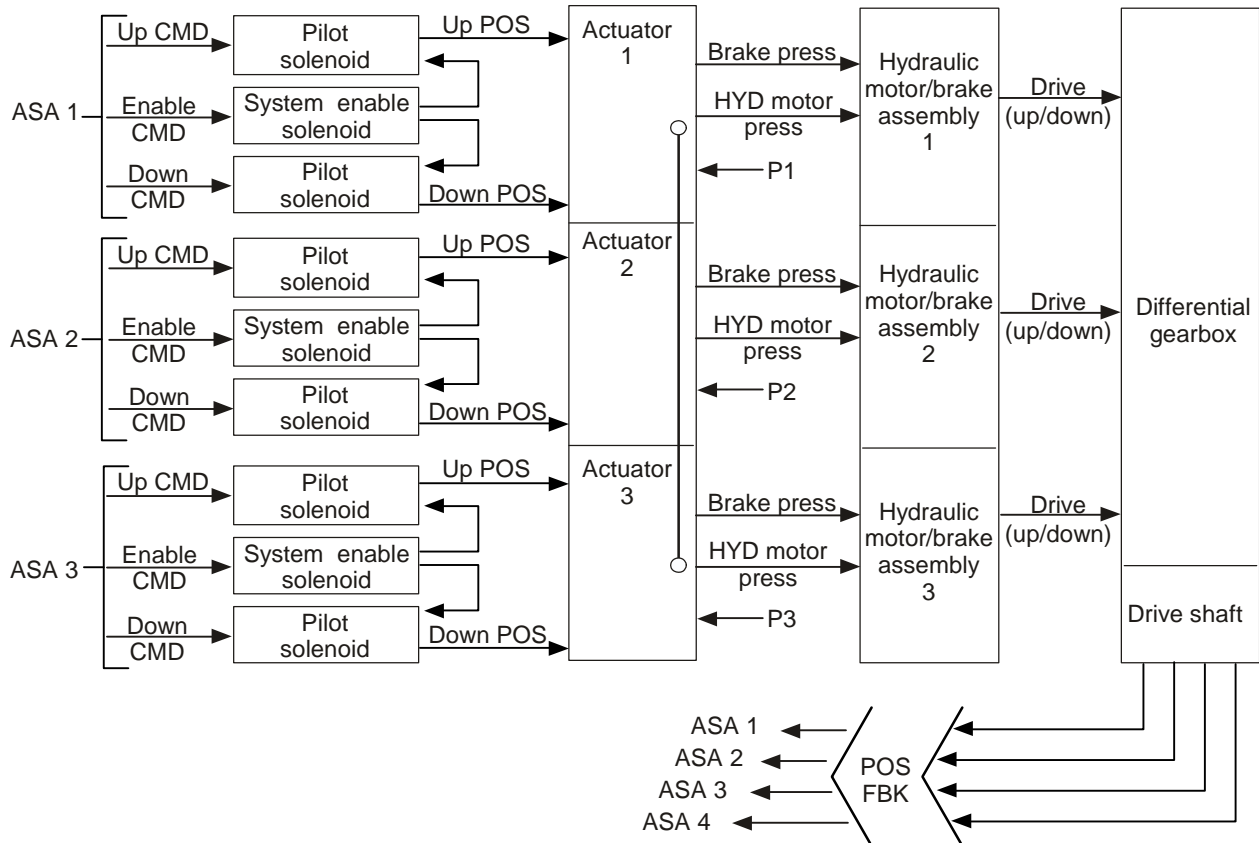 ASA 1
Up CMD
Pilot
solenoid
Up POS
Enable
CMD
System enable
solenoid
Down
CMD
Pilot
solenoid
Down POS
Actuator
1
Brake press
HYD motor
press
P1
Hydraulic
motor/brake
assembly
1
Drive
(up/down)
ASA 2
Up CMD
Pilot
solenoid
Up POS
Enable
CMD
System enable
solenoid
Down
CMD
Pilot
solenoid
Down POS
Actuator
2
Brake press
HYD motor
press
P2
Hydraulic
motor/brake
assembly
2
Drive
(up/down)
ASA 3
Up CMD
Pilot
solenoid
Up POS
Enable
CMD
System enable
solenoid
Down
CMD
Pilot
solenoid
Down POS
Actuator
3
Brake press
HYD motor
press
P3
Hydraulic
motor/brake
assembly
3
Drive
(up/down)
Differential
gearbox
Drive shaft
ASA 1
ASA 2
ASA 3
ASA 4
POS
FBK